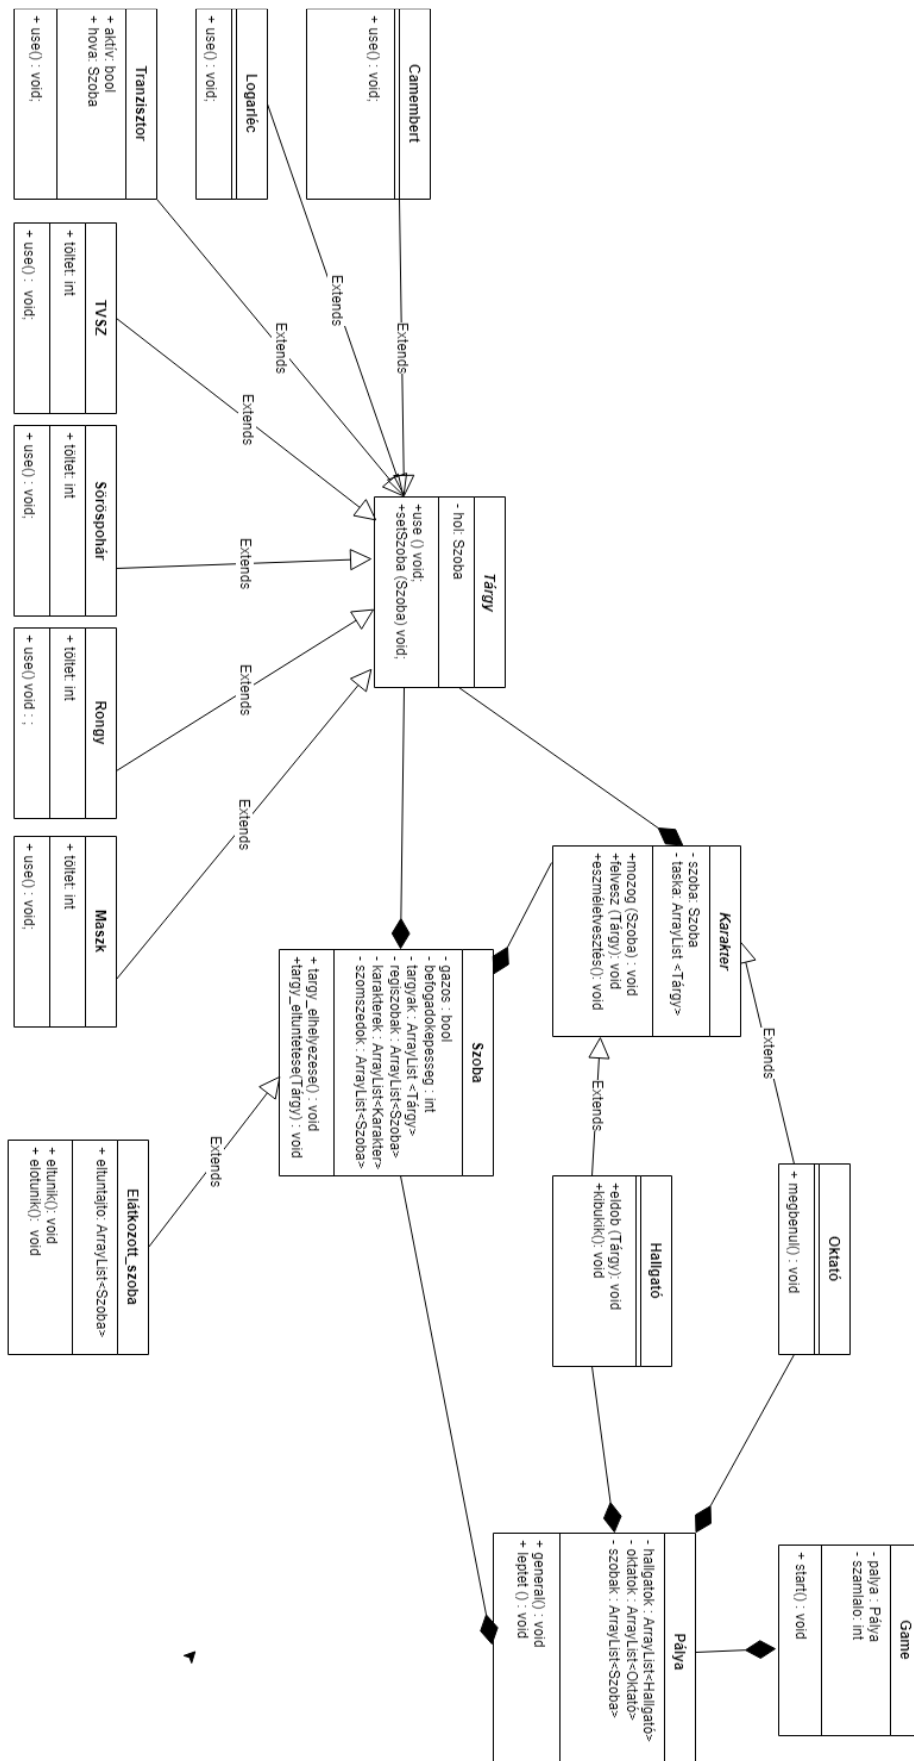 Game
- palya : Pálya
- szamlalo: int
+ start() : void
Oktató
+ megbenul() : void
Extends
Karakter
- szoba: Szoba
- taska: ArrayList <Tárgy>
+mozog (Szoba) : void
+felvesz (Tárgy): void
+eszméletvesztés(): void
Extends
Hallgató
+eldob (Tárgy): void
+kibukik(): void
Pálya
- hallgatok : ArrayList<Hallgató>
- oktatok : ArrayList<Oktató>
- szobak : ArrayList<Szoba>
+ general() : void
+ leptet () : void
Tárgy
- hol: Szoba
+use () void;
+setSzoba (Szoba) void;
Szoba
- gazos : bool
- befogadokepesseg : int
- targyak : ArrayList <Tárgy>
- regiszobak : ArrayList<Szoba>
- karakterek : ArrayList<Karakter>
- szomszedok : ArrayList<Szoba>
+ targy_elhelyezese() : void
+targy_eltuntetese(Tárgy) : void
Camembert
+ use() : void;
Extends
Logarléc
+ use() : void;
Extends
Tranzisztor
+ aktív: bool
+ hova: Szoba
+ use() : void;
Extends
TVSZ
+ töltet: int
+ use() : void;
Extends
Söröspohár
+ töltet: int
+ use() : void;
Extends
Rongy
+ töltet: int
+ use() void : ;
Extends
Maszk
+ töltet: int
+ use() : void;
Extends
Elátkozott_szoba
+ eltuntajto: ArrayList<Szoba>
+ eltunik(): void
+ elotunik(): void
Extends